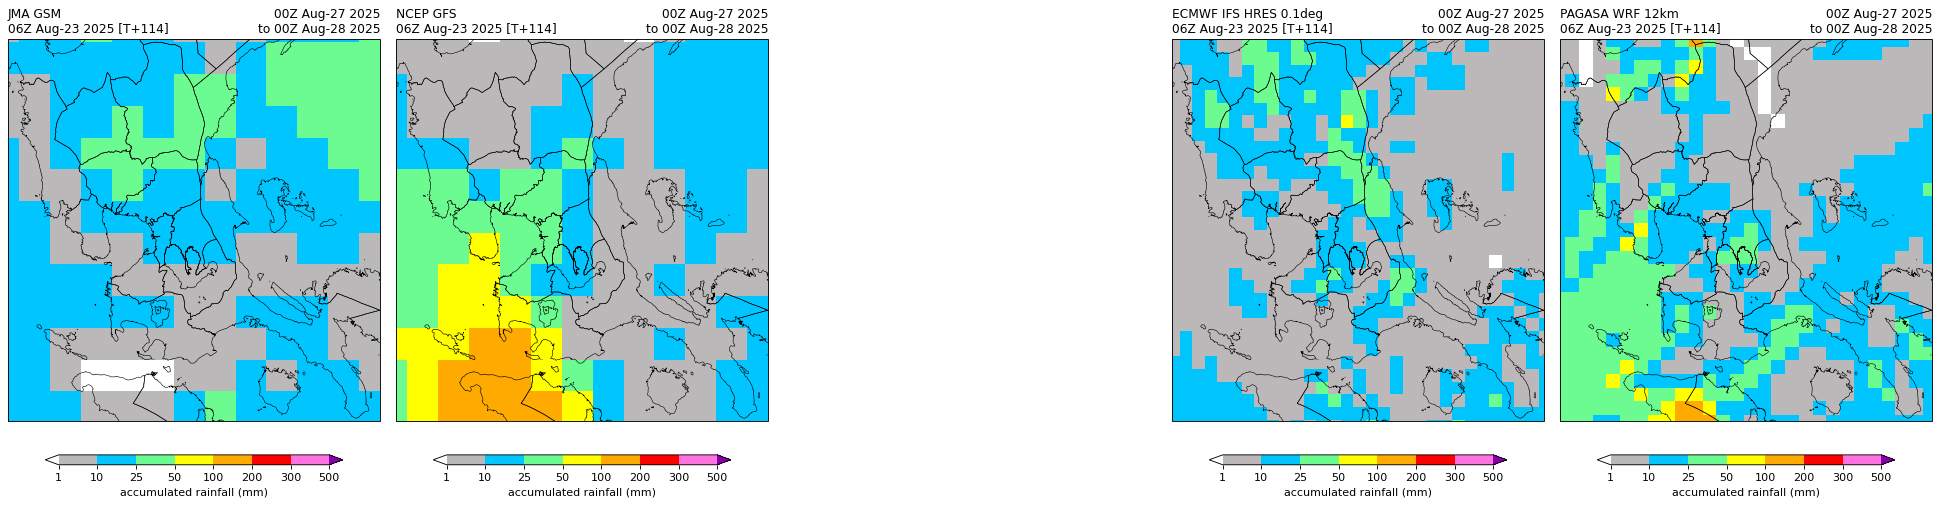 JMA GSM 00Z Aug-27 2025
06Z Aug-23 2025 [T+114] to 00Z Aug-28 2025
1 10 25 50 100 200 300 500
accumulated rainfall (mm)
NCEP GFS 00Z Aug-27 2025
06Z Aug-23 2025 [T+114] to 00Z Aug-28 2025
1 10 25 50 100 200 300 500
accumulated rainfall (mm)
ECMWF IFS HRES 0.1deg 00Z Aug-27 2025
06Z Aug-23 2025 [T+114] to 00Z Aug-28 2025
1 10 25 50 100 200 300 500
accumulated rainfall (mm)
PAGASA WRF 12km 00Z Aug-27 2025
06Z Aug-23 2025 [T+114] to 00Z Aug-28 2025
1 10 25 50 100 200 300 500
accumulated rainfall (mm)